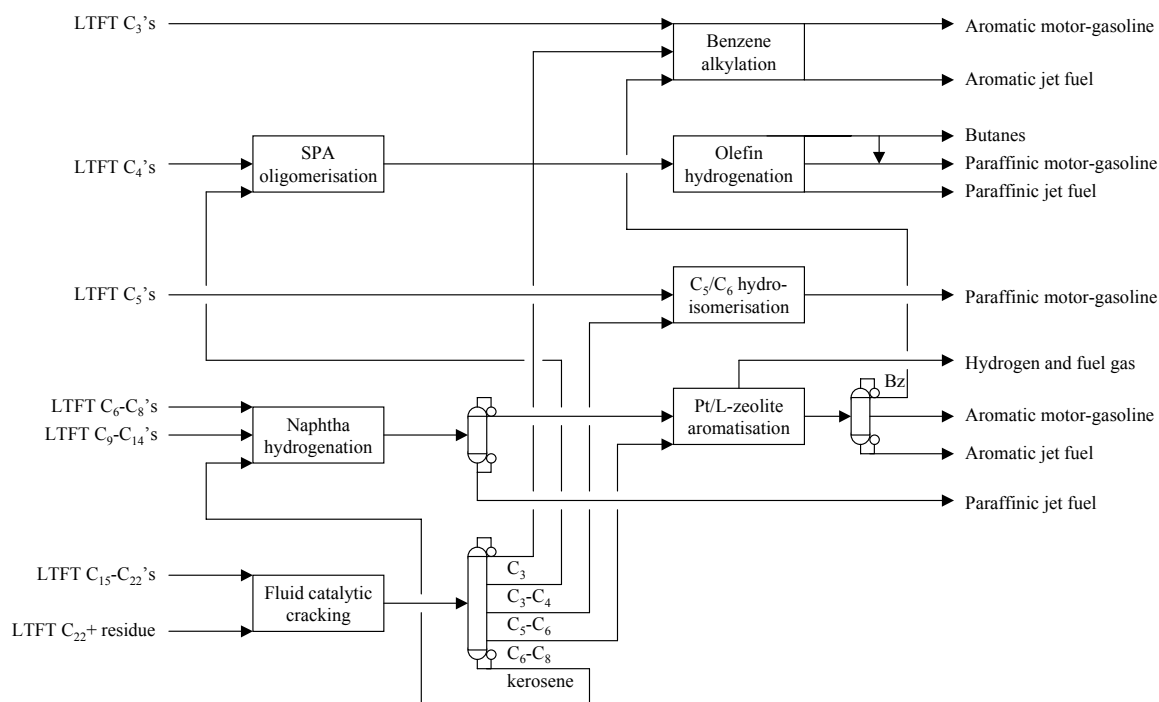 LTFT C₃'s
Benzene
alkylation
Aromatic motor-gasoline
Aromatic jet fuel
LTFT C₄'s
SPA
oligomerisation
Olefin
hydrogenation
Butanes
Paraffinic motor-gasoline
Paraffinic jet fuel
LTFT C₅'s
C₅/C₆ hydro-
isomerisation
Paraffinic motor-gasoline
Hydrogen and fuel gas
LTFT C₆-C₈'s
LTFT C₉-C₁₄'s
Naphtha
hydrogenation
Pt/L-zeolite
aromatisation
Bz
Aromatic motor-gasoline
Aromatic jet fuel
Paraffinic jet fuel
LTFT C₁₅-C₂₂'s
LTFT C₂₂+ residue
Fluid catalytic
cracking
C₃
C₃-C₄
C₅-C₆
C₆-C₈
kerosene